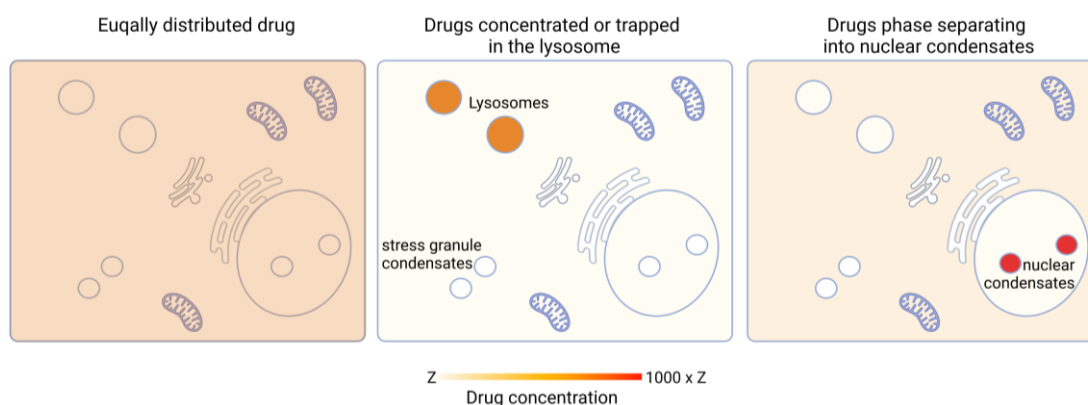 Euqally distributed drug
Drugs concentrated or trapped
in the lysosome
Drugs phase separating
into nuclear condensates
Lysosomes
stress granule
condensates
nuclear
condensates
Z
1000 x Z
Drug concentration